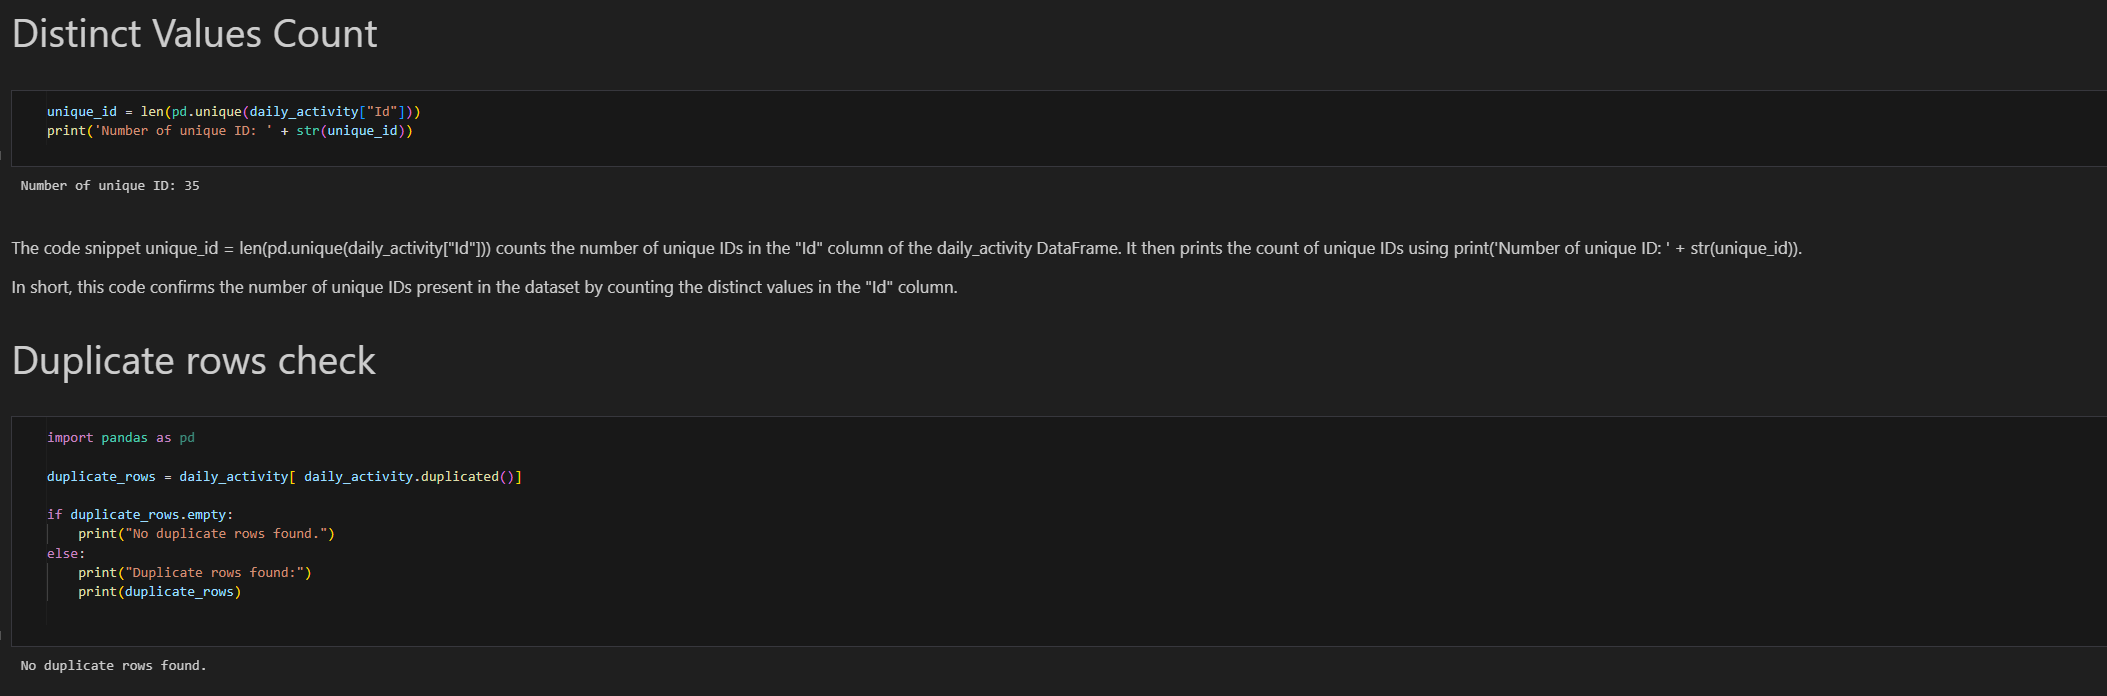 Distinct Values Count
unique_id = len(pd.unique(daily_activity["Id"]))
print('Number of unique ID: ' + str(unique_id))
Number of unique ID: 35
The code snippet unique_id = len(pd.unique(daily_activity["Id"])) counts the number of unique IDs in the "Id" column of the daily_activity DataFrame. It then prints the count of unique IDs using print('Number of unique ID: ' + str(unique_id)).
In short, this code confirms the number of unique IDs present in the dataset by counting the distinct values in the "Id" column.
Duplicate rows check
import pandas as pd
duplicate_rows = daily_activity[ daily_activity.duplicated()]
if duplicate_rows.empty:
    print("No duplicate rows found.")
else:
    print("Duplicate rows found:")
    print(duplicate_rows)
No duplicate rows found.